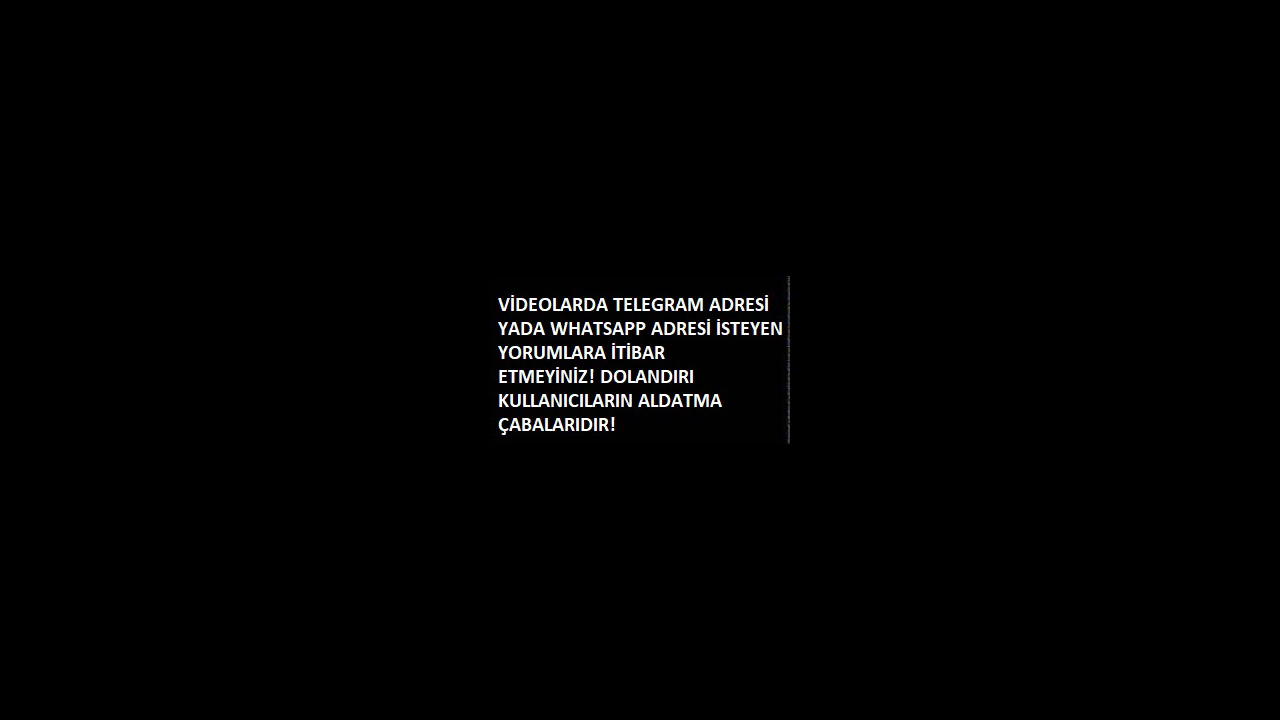 VİDEOLARDA TELEGRAM ADRESİ
YADA WHATSAPP ADRESİ İSTEYEN
YORUMLARA İTİBAR
ETMEYİNİZ! DOLANDIRI
KULLANICILARIN ALDATMA
ÇABALARIDIR!